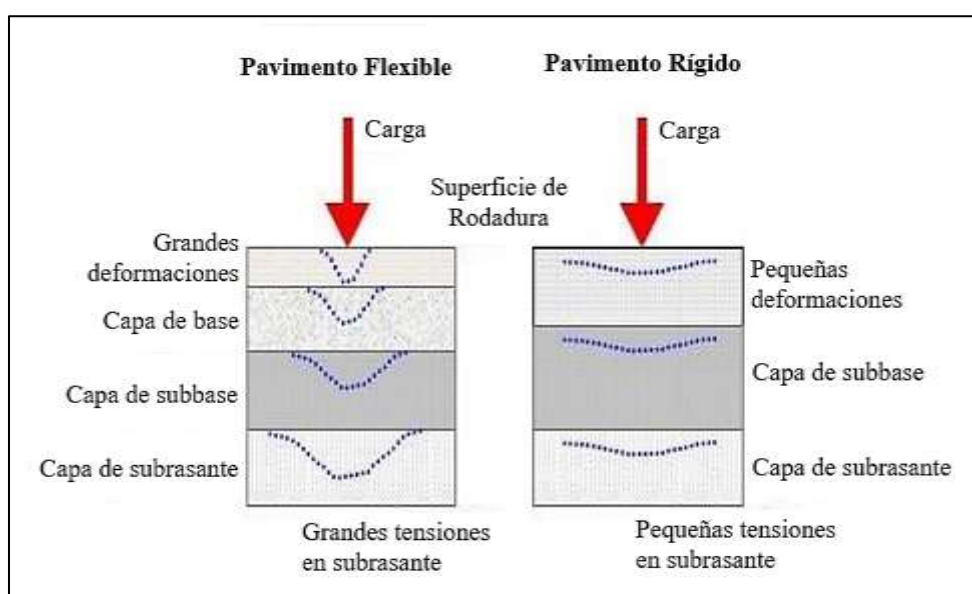 Pavimento Flexible
Pavimento Rígido
Carga
Carga
Superficie de
Rodadura
Grandes
deformaciones
Capa de base
Capa de subbase
Capa de subrasante
Grandes tensiones
en subrasante
Pequeñas
deformaciones
Capa de subbase
Capa de subrasante
Pequeñas tensiones
en subrasante